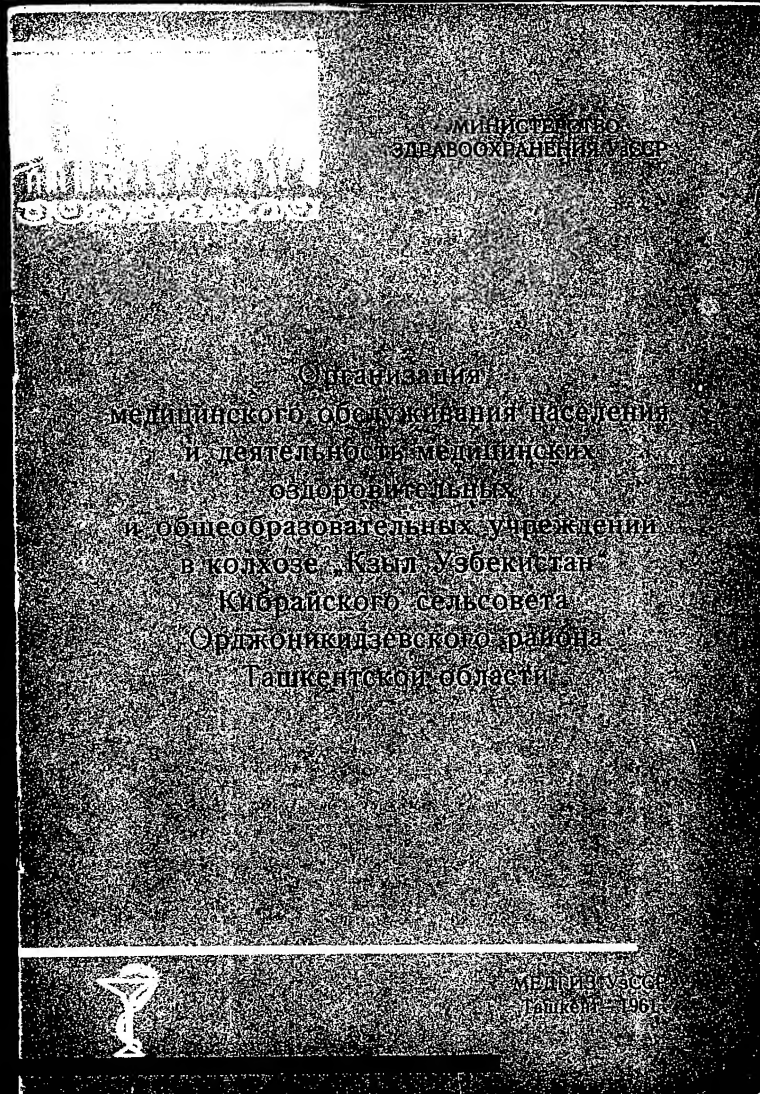 МИНИСТЕРСТВО
ЗДРАВООХРАНЕНИЯ УзССР
Организация
медицинского обслуживания населения
и деятельность медицинских
оздоровительных
и общеобразовательных учреждений
в колхозе „Кзыл Узбекистан“
Кибрайского сельсовета
Орджоникидзевского района
Ташкентской области
МЕДГИЗ УзССР
Ташкент — 1961